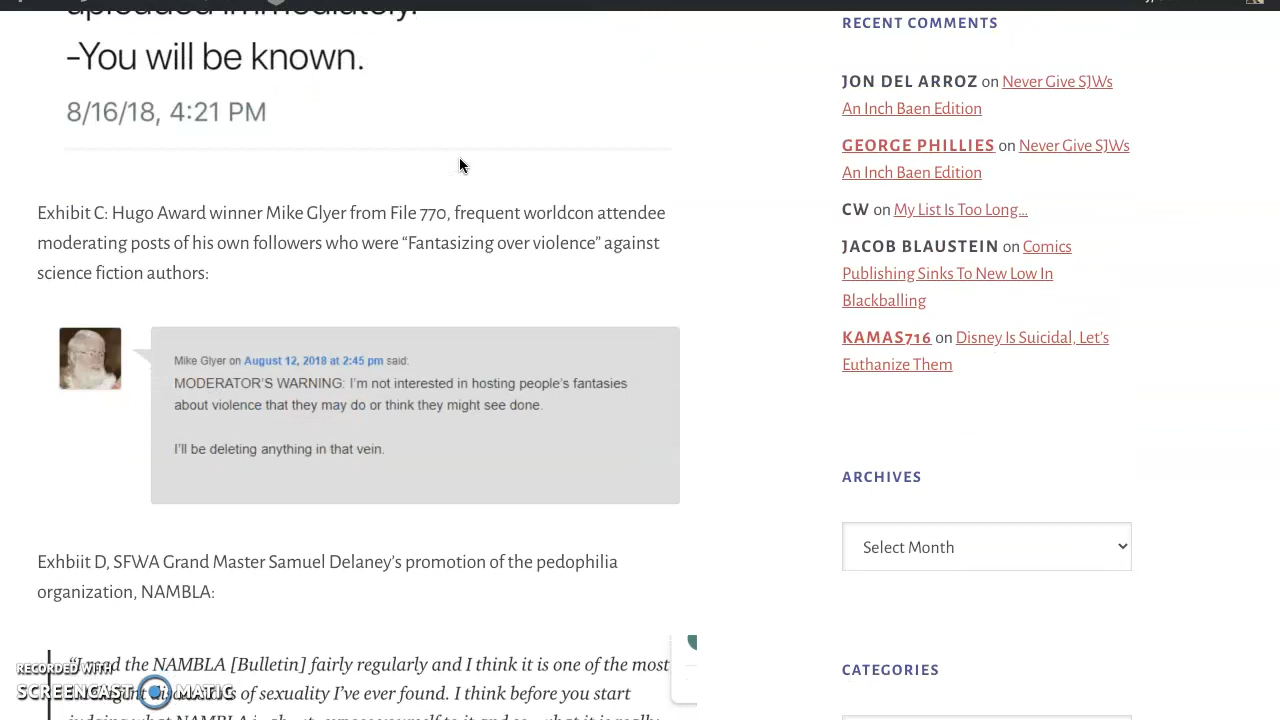 uploaded immediately.
-You will be known.
8/16/18, 4:21 PM
Exhibit C: Hugo Award winner Mike Glyer from File 770, frequent worldcon attendee
moderating posts of his own followers who were “Fantasizing over violence” against
science fiction authors:
Mike Glyer on August 12, 2018 at 2:45 pm said:
MODERATOR’S WARNING: I’m not interested in hosting people’s fantasies
about violence that they may do or think they might see done.
I’ll be deleting anything in that vein.
Exhbiit D, SFWA Grand Master Samuel Delaney’s promotion of the pedophilia
organization, NAMBLA:
“I read the NAMBLA [Bulletin] fairly regularly and I think it is one of the most
of sexuality I’ve ever found. I think before you start
RECORDED WITH
SCREENCAST MATIC
RECENT COMMENTS
JON DEL ARROZ on Never Give SJWs
An Inch Baen Edition
GEORGE PHILLIES on Never Give SJWs
An Inch Baen Edition
CW on My List Is Too Long…
JACOB BLAUSTEIN on Comics
Publishing Sinks To New Low In
Blackballing
KAMAS716 on Disney Is Suicidal, Let’s
Euthanize Them
ARCHIVES
Select Month
CATEGORIES